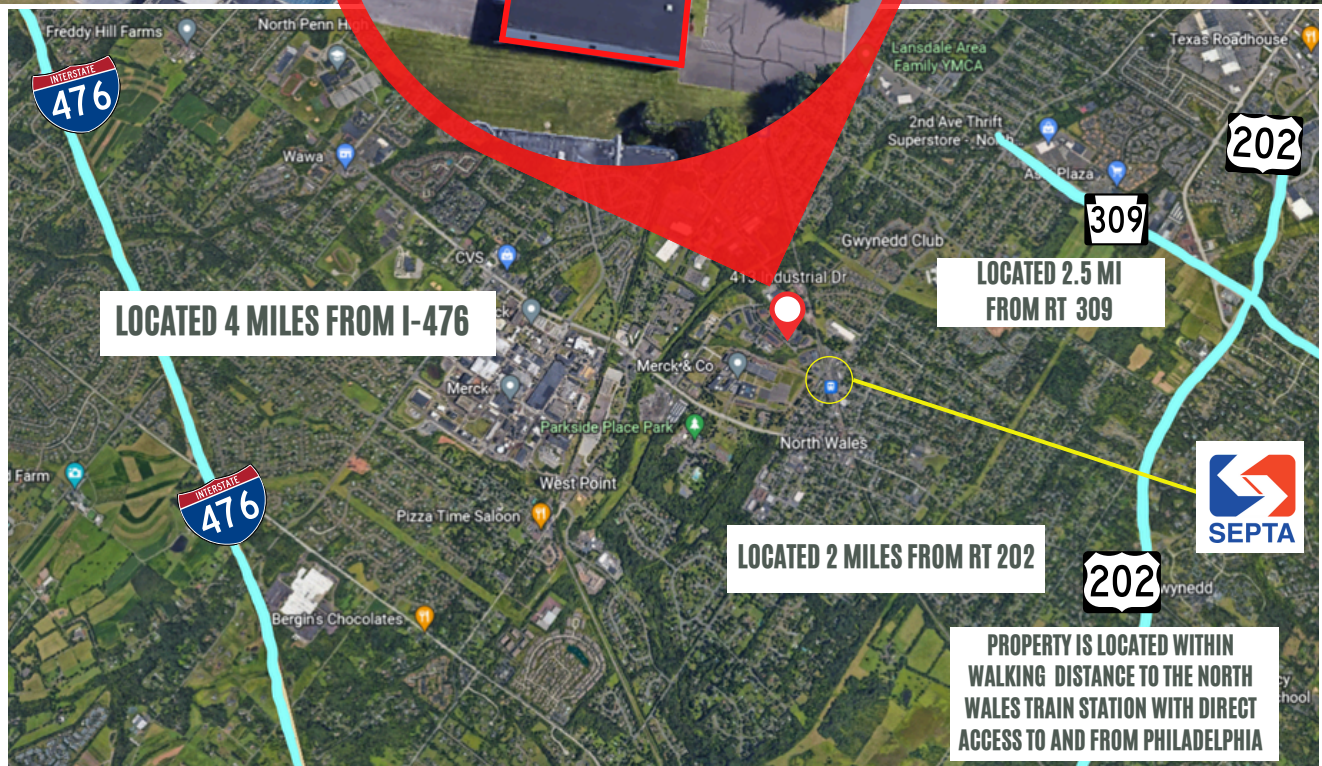 Freddy Hill Farms
North Penn High
Texas Roadhouse
Lansdale Area
Family YMCA
INTERSTATE
476
2nd Ave Thrift
Superstore - North
202
Wawa
Plaza
309
Gwynedd Club
CVS
LOCATED 2.5 MI
FROM RT 309
Industrial Dr
LOCATED 4 MILES FROM I-476
Merck & Co
Merck
Parkside Place Park
North Wales
Farm
West Point
INTERSTATE
476
Pizza Time Saloon
SEPTA
LOCATED 2 MILES FROM RT 202
202
wynedd
Bergin's Chocolates
PROPERTY IS LOCATED WITHIN
WALKING DISTANCE TO THE NORTH
WALES TRAIN STATION WITH DIRECT
ACCESS TO AND FROM PHILADELPHIA